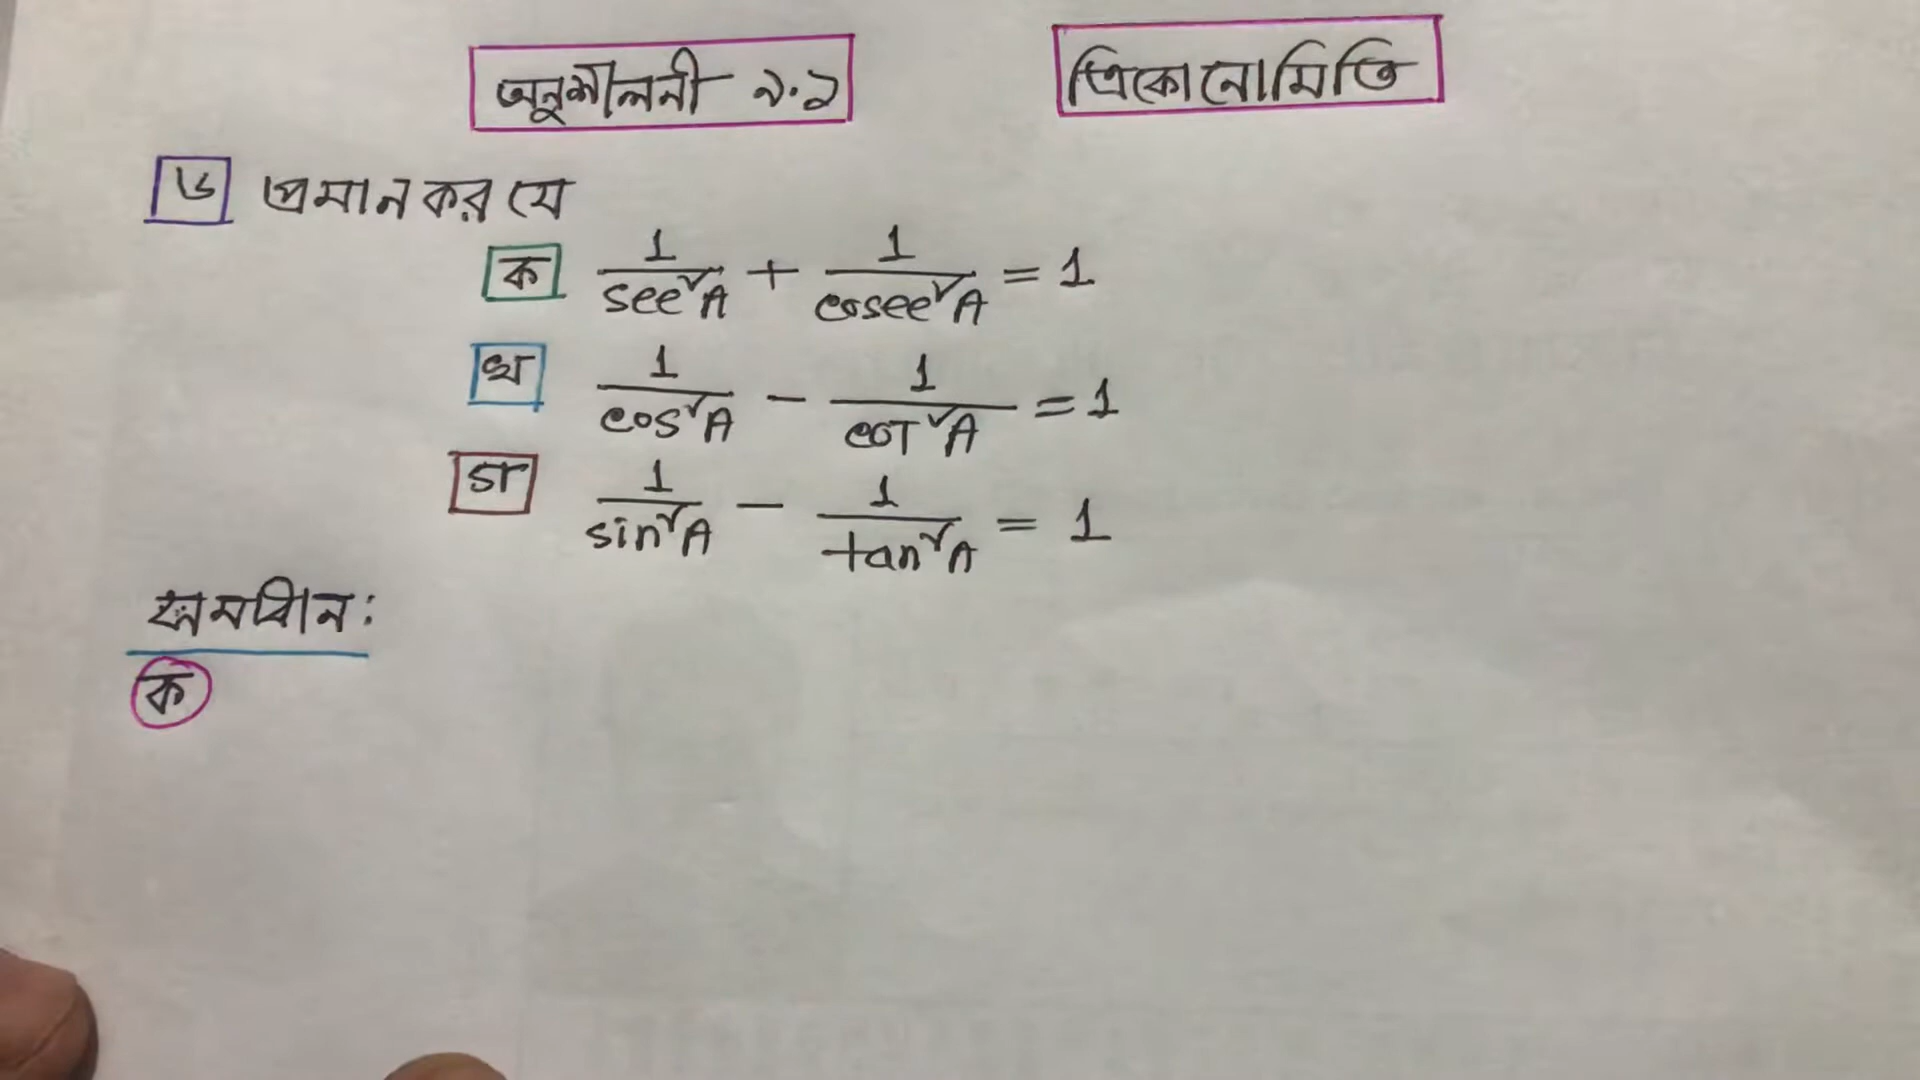 অনুশীলনী ৯.১
ত্রিকোনোমিতি
৬ প্রমান কর যে
ক 1/sec²A + 1/cosec²A = 1
খ 1/cos²A - 1/cot²A = 1
গ 1/sin²A - 1/tan²A = 1
সমাধান:
ক